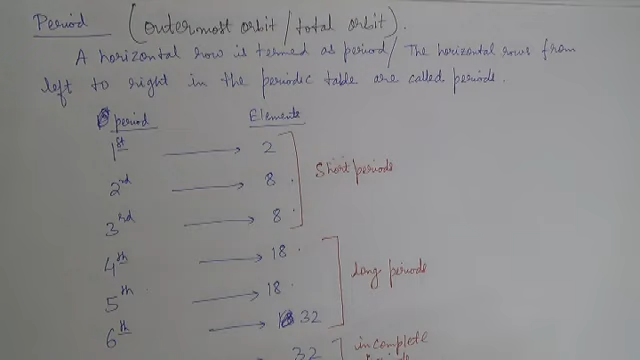 Period (outermost orbit / total orbit).
A horizontal row is termed as period / The horizontal rows from
left to right in the periodic table are called periods.
period Elements
1st → 2
2nd → 8
3rd → 8
Short periods
4th → 18
5th → 18
6th → 32
Long periods
32
incomplete